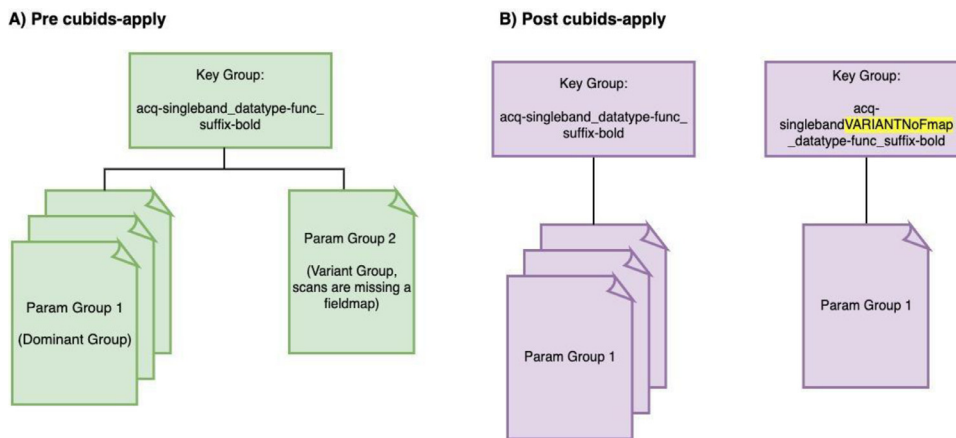 A) Pre cubids-apply
Key Group:
acq-singleband_datatype-func_
suffix-bold
Param Group 1
(Dominant Group)
Param Group 2
(Variant Group,
scans are missing a
fieldmap)
B) Post cubids-apply
Key Group:
acq-singleband_datatype-func_
suffix-bold
Param Group 1
Key Group:
acq-
singlebandVARIANTNoFmap
_datatype-func_suffix-bold
Param Group 1